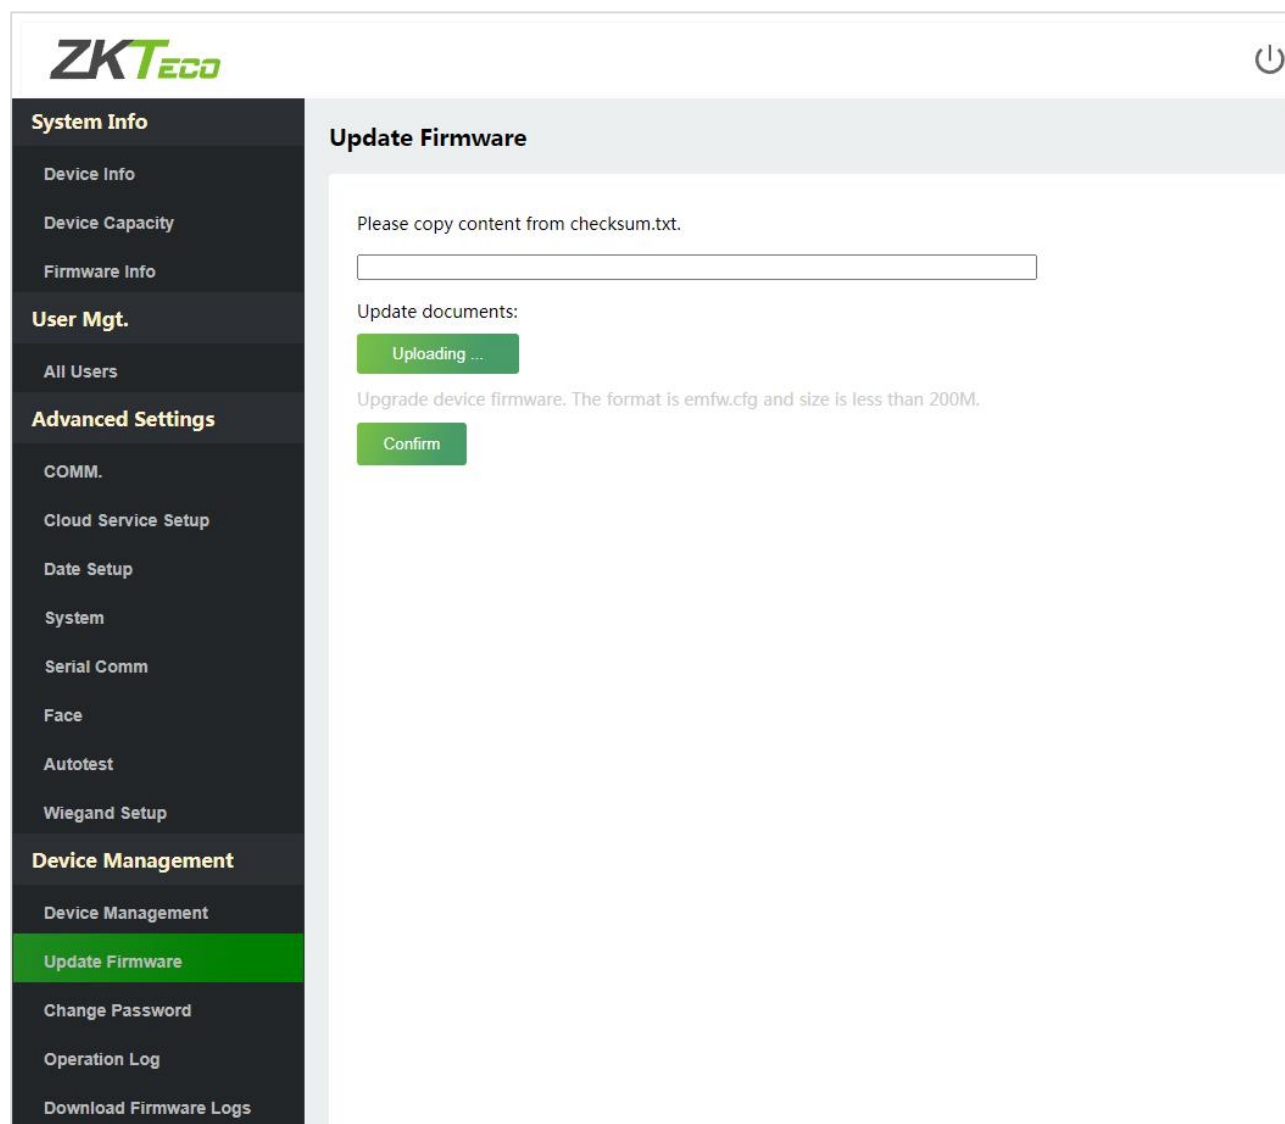 ZKTECO
System Info
Device Info
Device Capacity
Firmware Info
User Mgt.
All Users
Advanced Settings
COMM.
Cloud Service Setup
Date Setup
System
Serial Comm
Face
Autotest
Wiegand Setup
Device Management
Device Management
Update Firmware
Change Password
Operation Log
Download Firmware Logs
Update Firmware
Please copy content from checksum.txt.
Update documents:
Uploading ...
Upgrade device firmware. The format is emfw.cfg and size is less than 200M.
Confirm